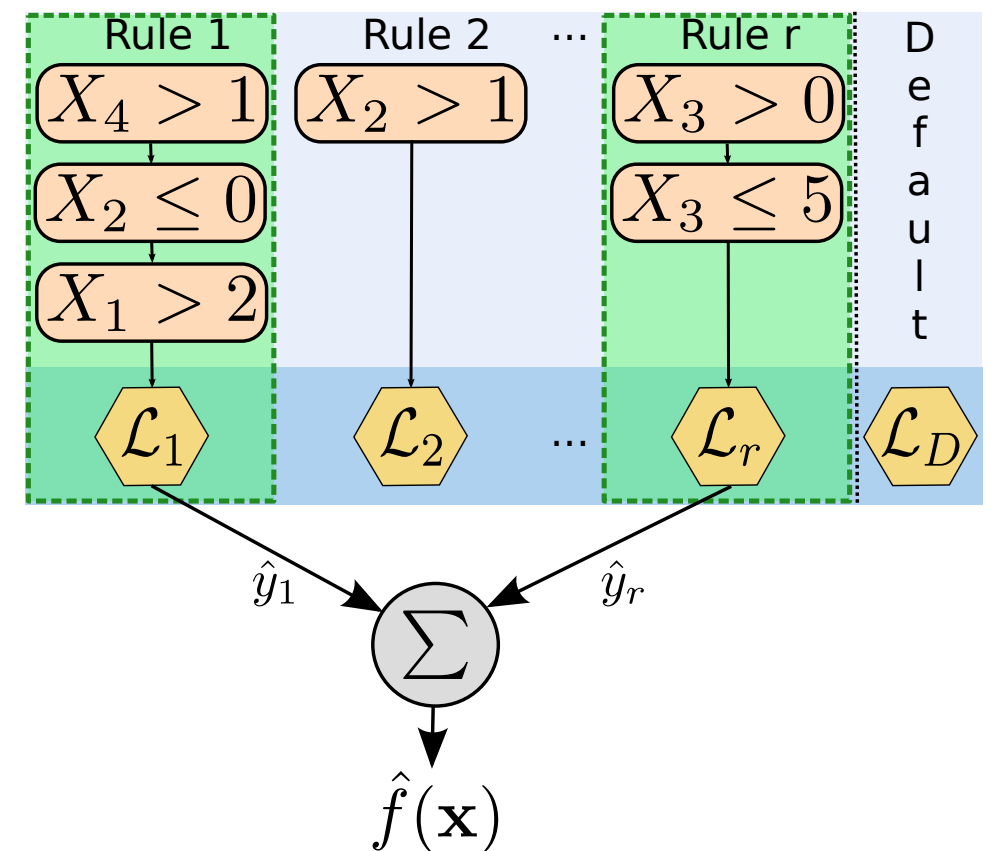 Rule 1 Rule 2 ... Rule r
Default
X₄ > 1 X₂ > 1 X₃ > 0
X₂ ≤ 0 X₃ ≤ 5
X₁ > 2
ℒ₁ ℒ₂ ... ℒᵣ ℒ_D
ŷ₁ ŷᵣ
∑
f̂(𝐱)